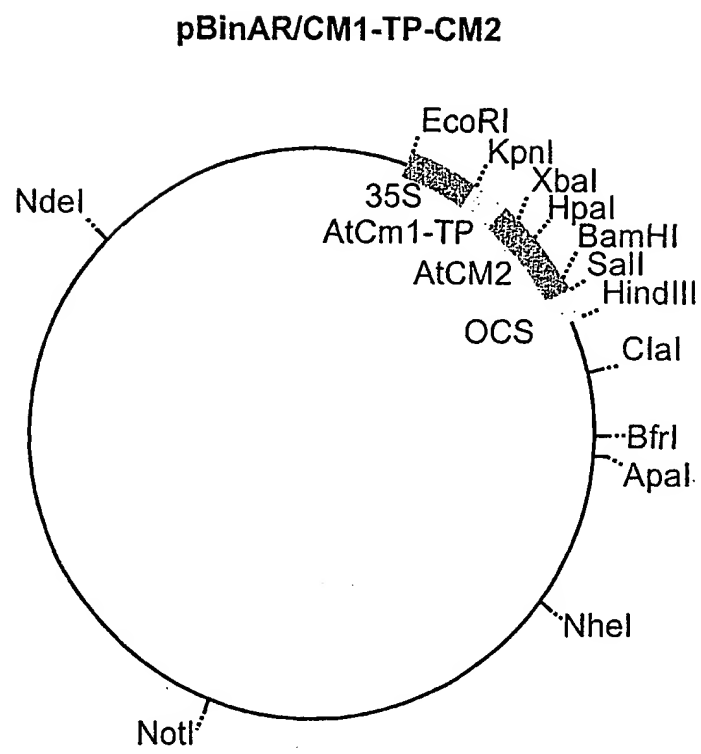 pBinAR/CM1-TP-CM2
EcoRI
KpnI
XbaI
HpaI
BamHI
SalI
HindIII
35S
AtCm1-TP
AtCM2
OCS
ClaI
BfrI
ApaI
NheI
NotI
NdeI